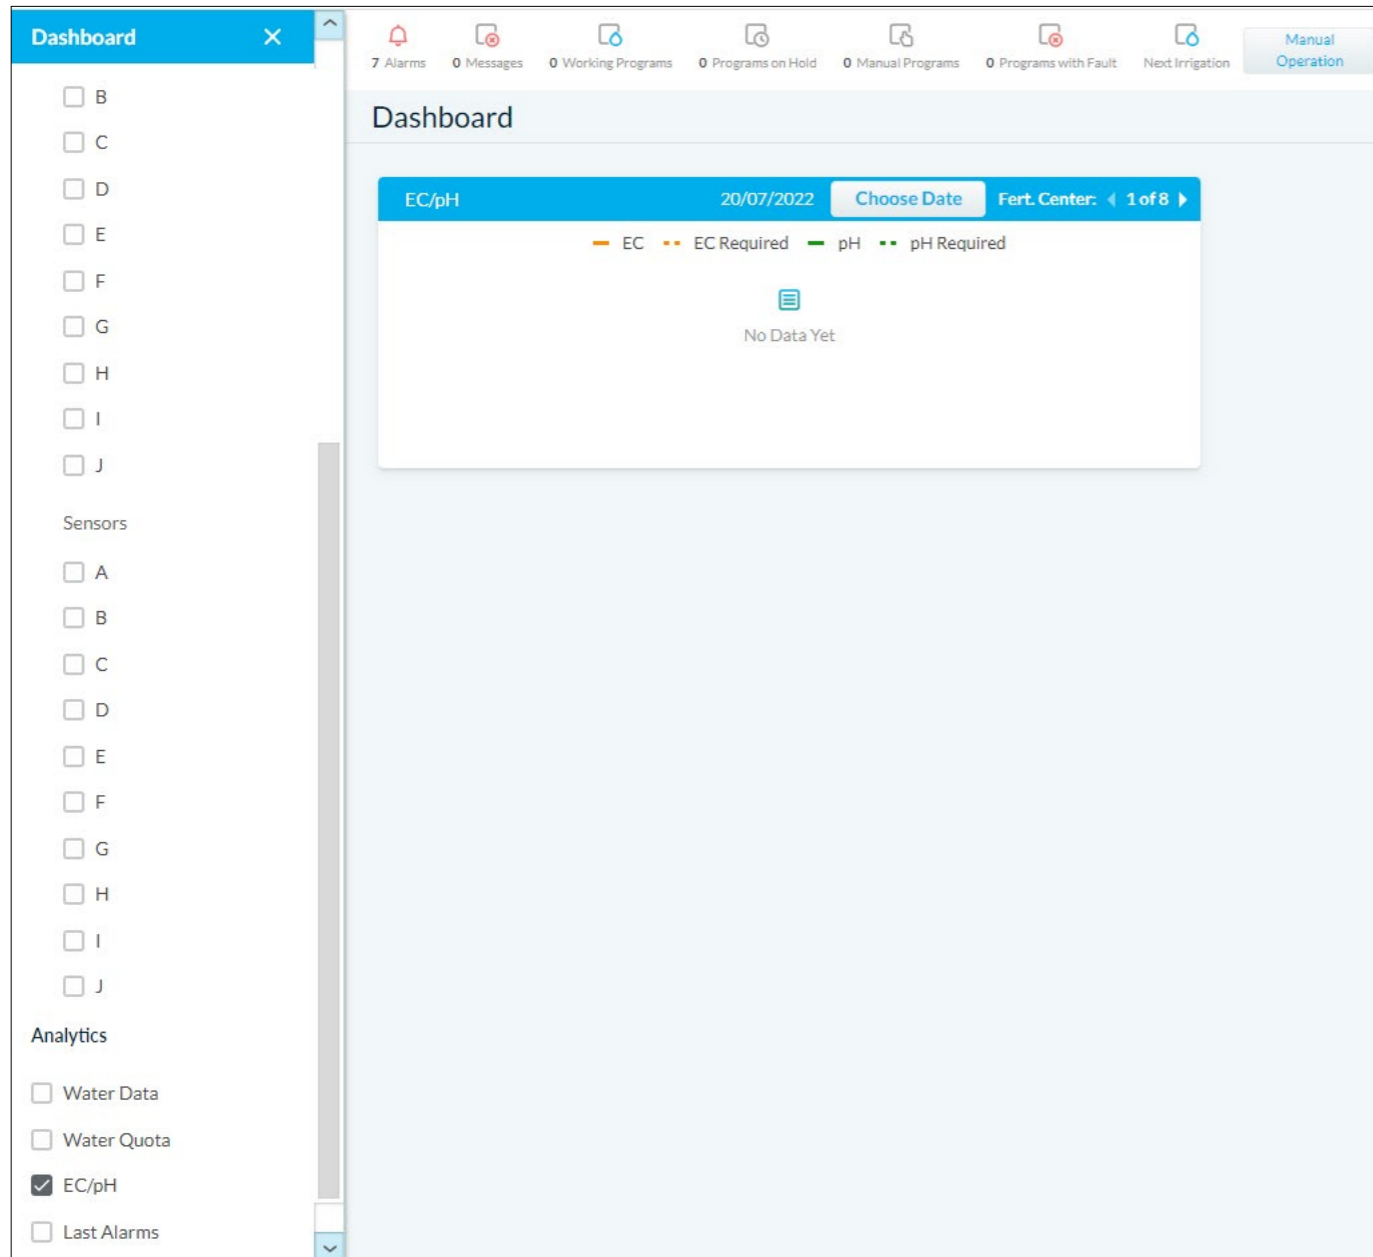 Dashboard
B
C
D
E
F
G
H
I
J
Sensors
A
B
C
D
E
F
G
H
I
J
Analytics
Water Data
Water Quota
EC/pH
Last Alarms
7 Alarms
0 Messages
0 Working Programs
0 Programs on Hold
0 Manual Programs
0 Programs with Fault
Next Irrigation
Manual
Operation
Dashboard
EC/pH 20/07/2022 Choose Date Fert. Center: 1 of 8
EC EC Required pH pH Required
No Data Yet